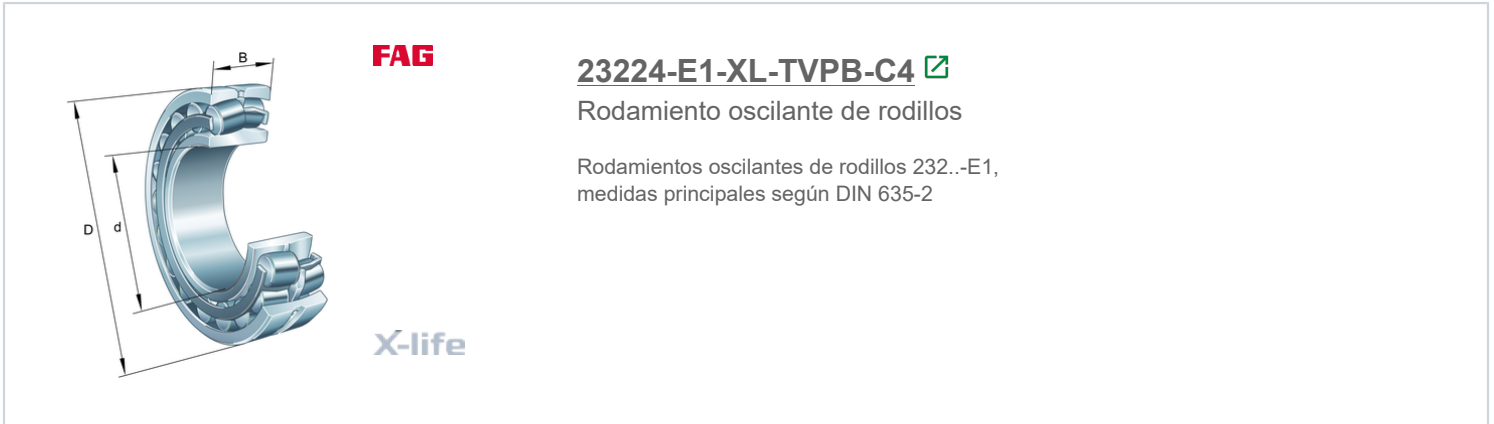 FAG
B
D
d
X-life
23224-E1-XL-TVPB-C4
Rodamiento oscilante de rodillos
Rodamientos oscilantes de rodillos 232..-E1,
medidas principales según DIN 635-2